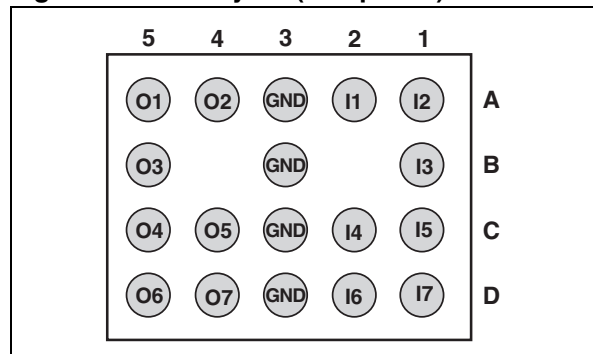 5 4 3 2 1
O1 O2 GND I1 I2 A
O3 GND I3 B
O4 O5 GND I4 I5 C
O6 O7 GND I6 I7 D